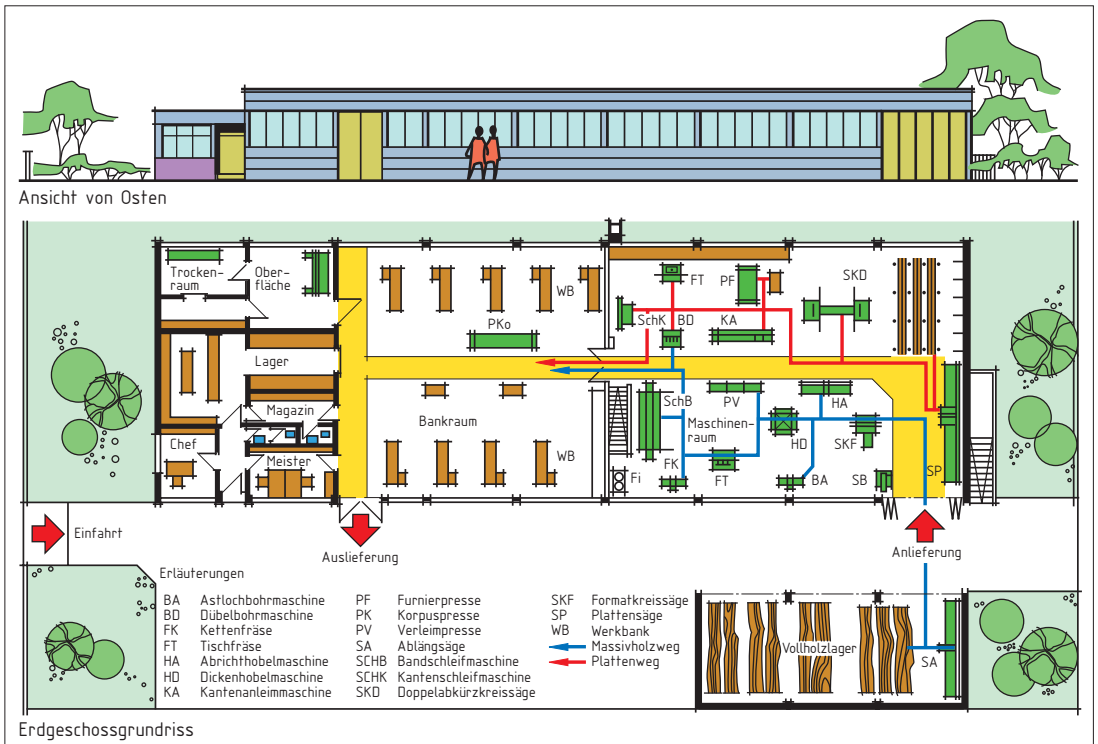 Ansicht von Osten
Trocken-
raum
Ober-
fläche
WB
PKo
FT
PF
SKD
SchK
BD
KA
Lager
Magazin
Chef
Meister
Bankraum
WB
SchB
PV
Maschinen-
raum
HA
HD
SKF
FK
FT
BA
SB
SP
Fi
Einfahrt
Auslieferung
Anlieferung
Erläuterungen
BA Astlochbohrmaschine
BD Dübelbohrmaschine
FK Kettenfräse
FT Tischfräse
HA Abrichthobelmaschine
HD Dickenhobelmaschine
KA Kantenanleimmaschine
PF Furnierpresse
PK Korpuspresse
PV Verleimpresse
SA Ablängsäge
SCHB Bandschleifmaschine
SCHK Kantenschleifmaschine
SKD Doppelabkürzkreissäge
SKF Formatkreissäge
SP Plattensäge
WB Werkbank
Massivholzweg
Plattenweg
Vollholzlager
SA
Erdgeschossgrundriss